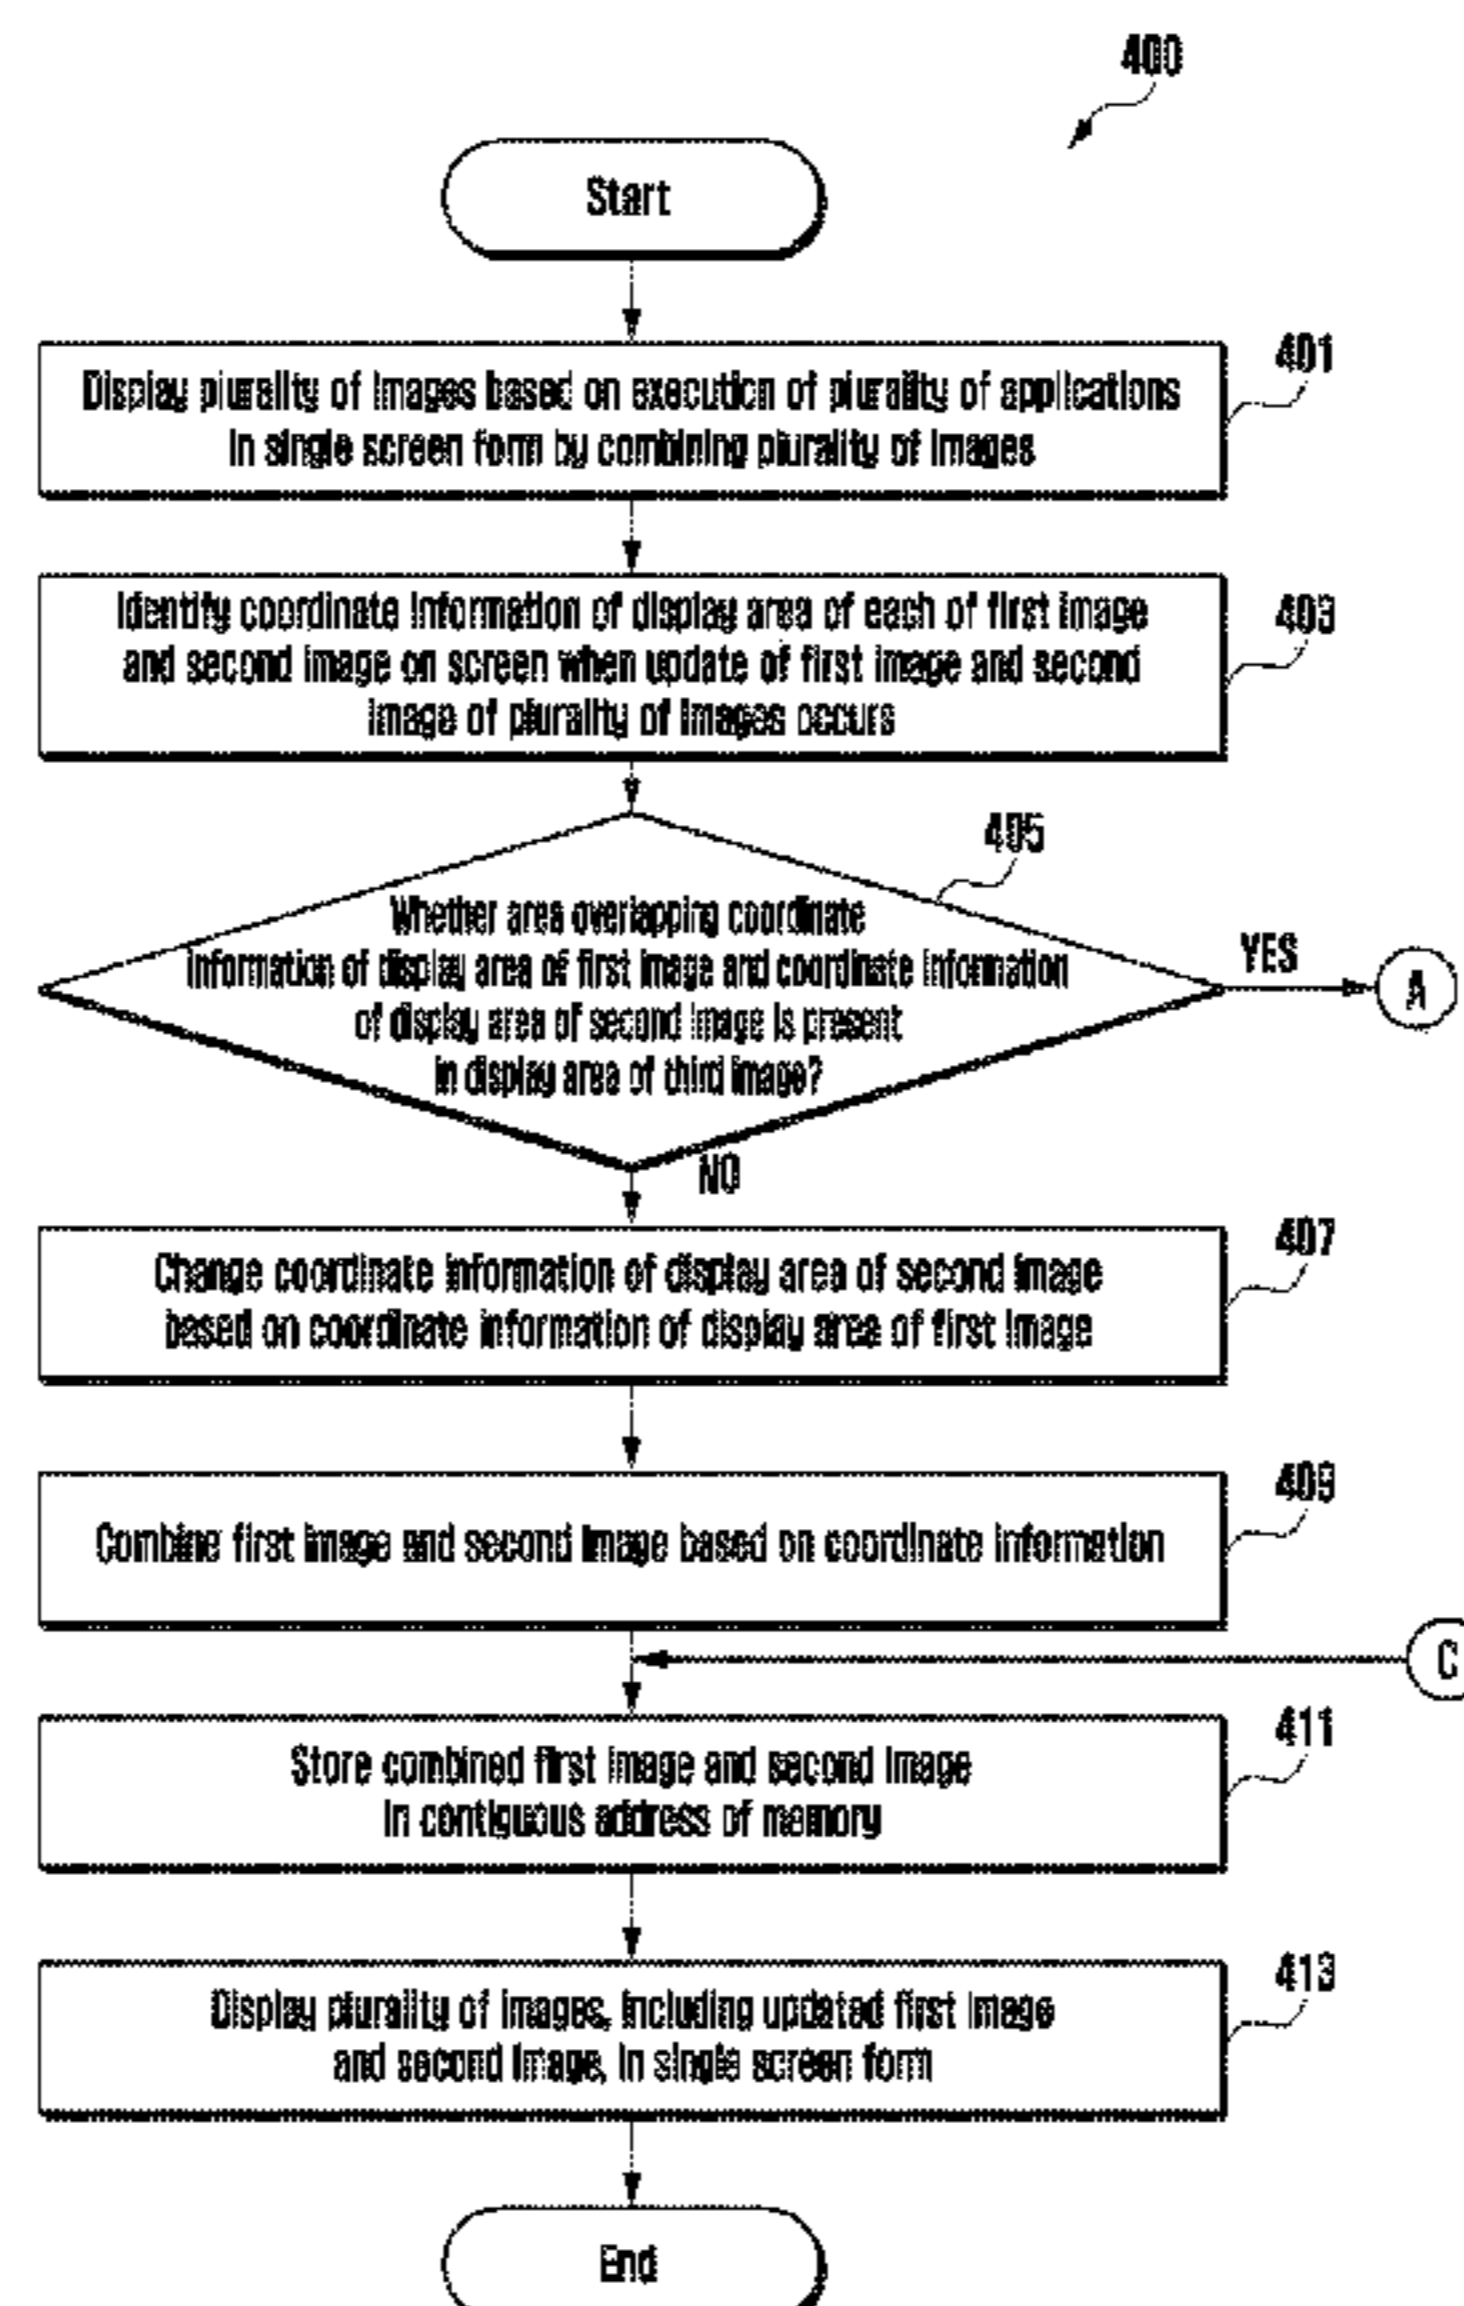 400
Start
401
Display plurality of images based on execution of plurality of applications
in single screen form by combining plurality of images
403
Identify coordinate information of display area of each of first image
and second image on screen when update of first image and second
image of plurality of images occurs
405
Whether area overlapping coordinate
information of display area of first image and coordinate information
of display area of second image is present
in display area of third image?
YES
A
NO
407
Change coordinate information of display area of second image
based on coordinate information of display area of first image
409
Combine first image and second image based on coordinate information
C
411
Store combined first image and second image
in contiguous address of memory
413
Display plurality of images, including updated first image
and second image, in single screen form
End